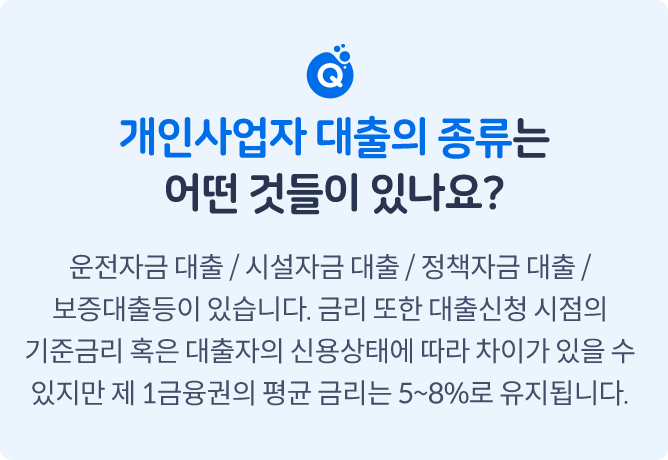 Q
개인사업자 대출의 종류는
어떤 것들이 있나요?
운전자금 대출 / 시설자금 대출 / 정책자금 대출 /
보증대출등이 있습니다. 금리 또한 대출신청 시점의
기준금리 혹은 대출자의 신용상태에 따라 차이가 있을 수
있지만 제 1금융권의 평균 금리는 5~8%로 유지됩니다.